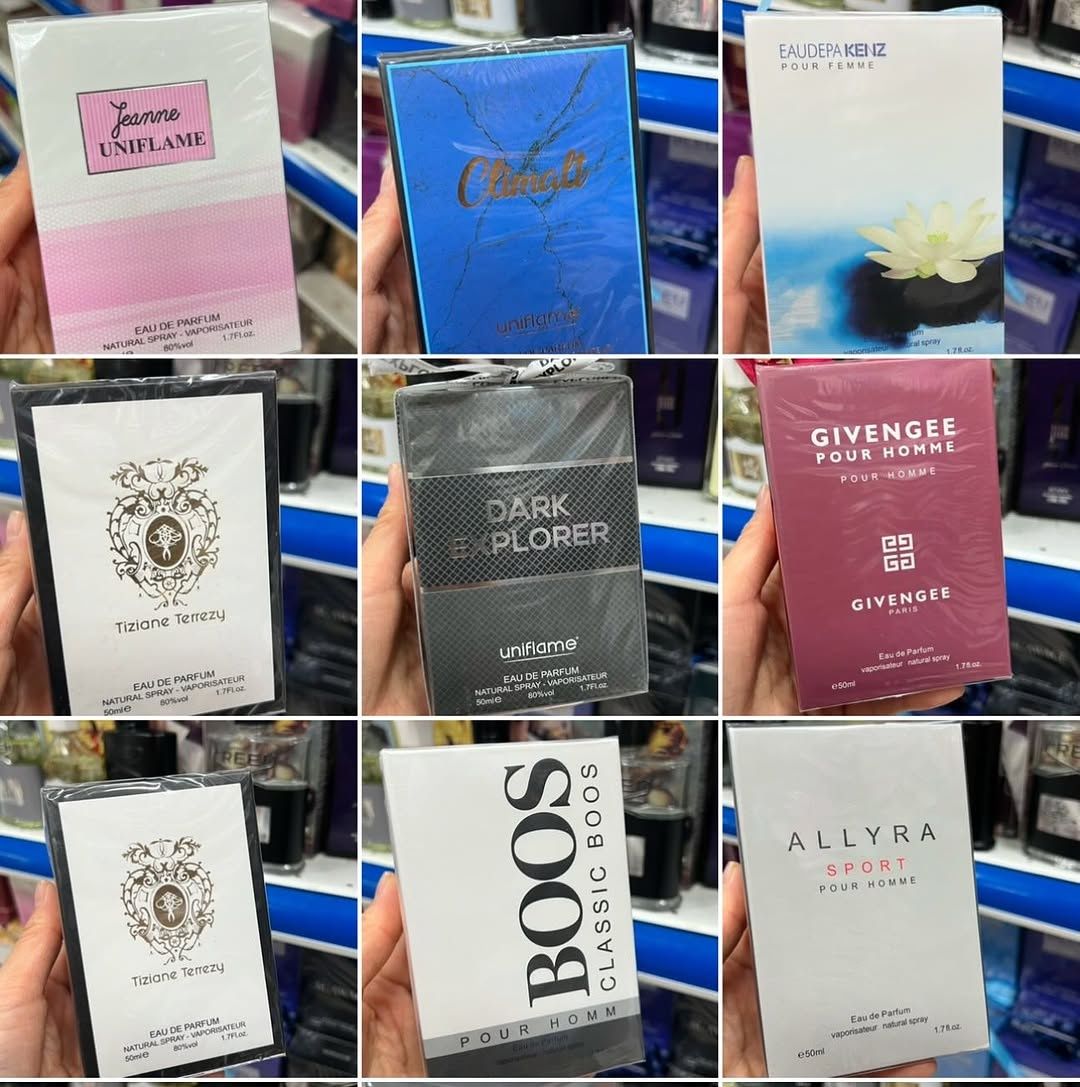 Jeanne
UNIFLAME
EAU DE PARFUM
NATURAL SPRAY - VAPORISATEUR
80%vol 1.7Fl.oz.
Climalt
uniflame
EAUDEPAKENZ
POUR FEMME
vaporisateur natural spray
1.7fl.oz.
Tiziane Terrezy
EAU DE PARFUM
NATURAL SPRAY - VAPORISATEUR
50ml℮ 80%vol 1.7Fl.oz.
DARK
EXPLORER
uniflame
EAU DE PARFUM
NATURAL SPRAY - VAPORISATEUR
50ml℮ 80%vol 1.7Fl.oz.
GIVENGEE
POUR HOMME
POUR HOMME
GIVENGEE
PARIS
Eau de Parfum
vaporisateur natural spray
℮50ml 1.7fl.oz.
Tiziane Terrezy
EAU DE PARFUM
NATURAL SPRAY - VAPORISATEUR
50ml℮ 80%vol 1.7Fl.oz.
BOOS
CLASSIC BOOS
POUR HOMM
Eau de Parfum
ALLYRA
SPORT
POUR HOMME
Eau de Parfum
vaporisateur natural spray
℮50ml 1.7fl.oz.